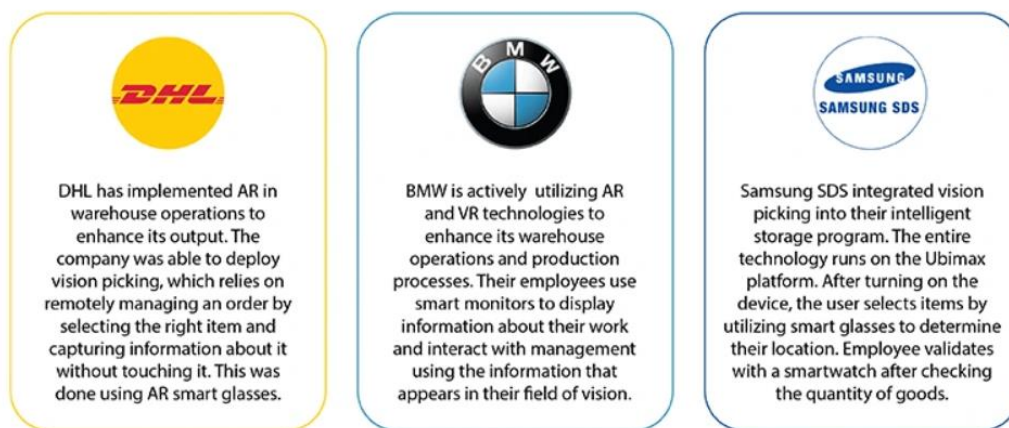 DHL
DHL has implemented AR in
warehouse operations to
enhance its output. The
company was able to deploy
vision picking, which relies on
remotely managing an order by
selecting the right item and
capturing information about it
without touching it. This was
done using AR smart glasses.
BMW
BMW is actively utilizing AR
and VR technologies to
enhance its warehouse
operations and production
processes. Their employees use
smart monitors to display
information about their work
and interact with management
using the information that
appears in their field of vision.
SAMSUNG
SAMSUNG SDS
Samsung SDS integrated vision
picking into their intelligent
storage program. The entire
technology runs on the Ubimax
platform. After turning on the
device, the user selects items by
utilizing smart glasses to determine
their location. Employee validates
with a smartwatch after checking
the quantity of goods.